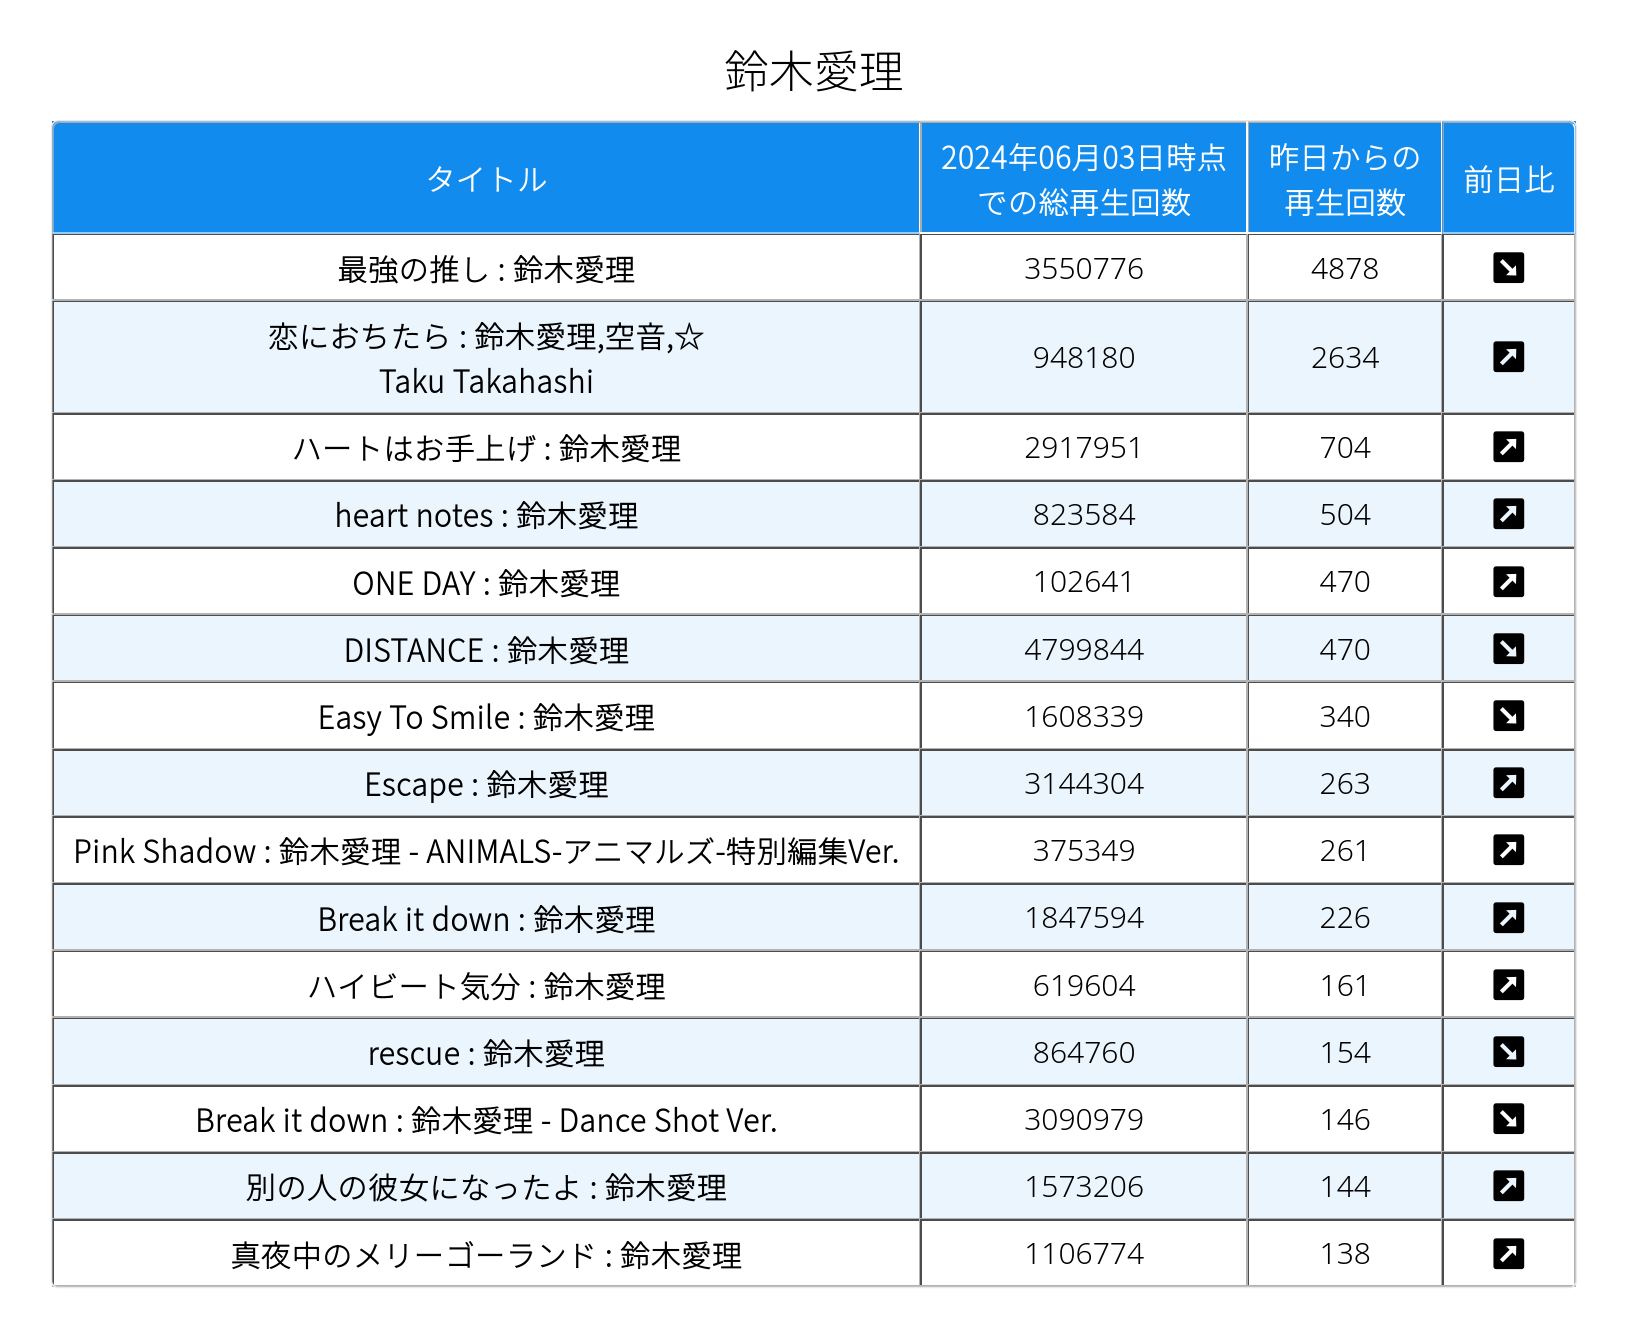 鈴木愛理
タイトル
2024年06月03日時点
での総再生回数
昨日からの
再生回数
前日比
最強の推し : 鈴木愛理 3550776 4878
恋におちたら : 鈴木愛理,空音,☆
Taku Takahashi
948180 2634
ハートはお手上げ : 鈴木愛理 2917951 704
heart notes : 鈴木愛理 823584 504
ONE DAY : 鈴木愛理 102641 470
DISTANCE : 鈴木愛理 4799844 470
Easy To Smile : 鈴木愛理 1608339 340
Escape : 鈴木愛理 3144304 263
Pink Shadow : 鈴木愛理 - ANIMALS-アニマルズ-特別編集Ver. 375349 261
Break it down : 鈴木愛理 1847594 226
ハイビート気分 : 鈴木愛理 619604 161
rescue : 鈴木愛理 864760 154
Break it down : 鈴木愛理 - Dance Shot Ver. 3090979 146
別の人の彼女になったよ : 鈴木愛理 1573206 144
真夜中のメリーゴーランド : 鈴木愛理 1106774 138